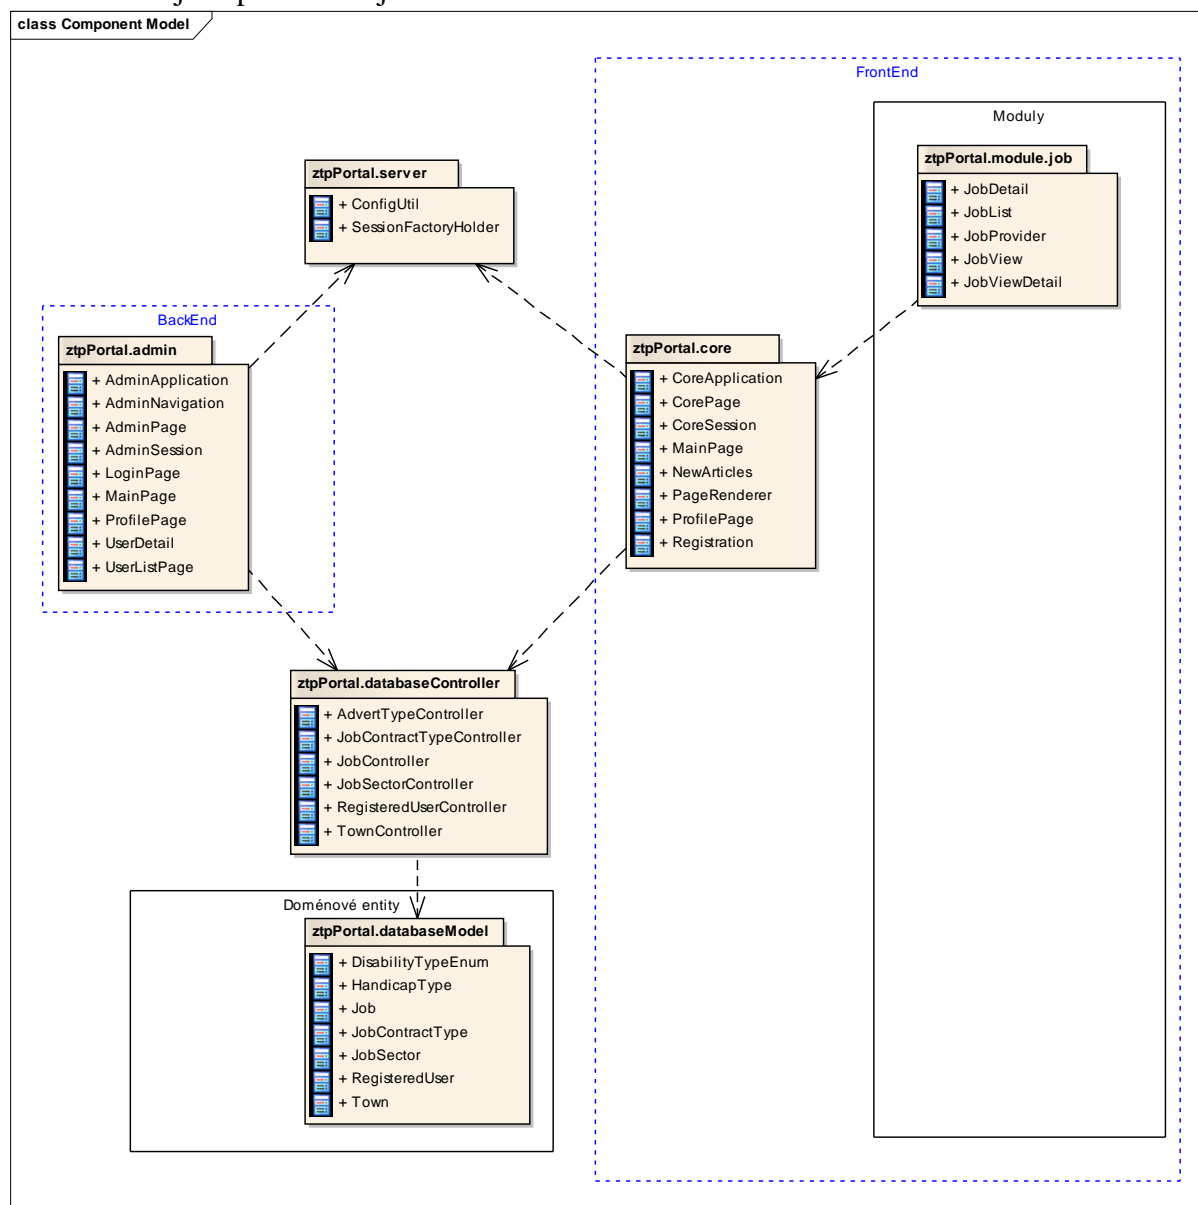 class Component Model
FrontEnd
Moduly
ztpPortal.module.job
+ JobDetail
+ JobList
+ JobProvider
+ JobView
+ JobViewDetail
ztpPortal.server
+ ConfigUtil
+ SessionFactoryHolder
BackEnd
ztpPortal.admin
+ AdminApplication
+ AdminNavigation
+ AdminPage
+ AdminSession
+ LoginPage
+ MainPage
+ ProfilePage
+ UserDetail
+ UserListPage
ztpPortal.core
+ CoreApplication
+ CorePage
+ CoreSession
+ MainPage
+ NewArticles
+ PageRenderer
+ ProfilePage
+ Registration
ztpPortal.databaseController
+ AdvertTypeController
+ JobContractTypeController
+ JobController
+ JobSectorController
+ RegisteredUserController
+ TownController
Doménové entity
ztpPortal.databaseModel
+ DisabilityTypeEnum
+ HandicapType
+ Job
+ JobContractType
+ JobSector
+ RegisteredUser
+ Town